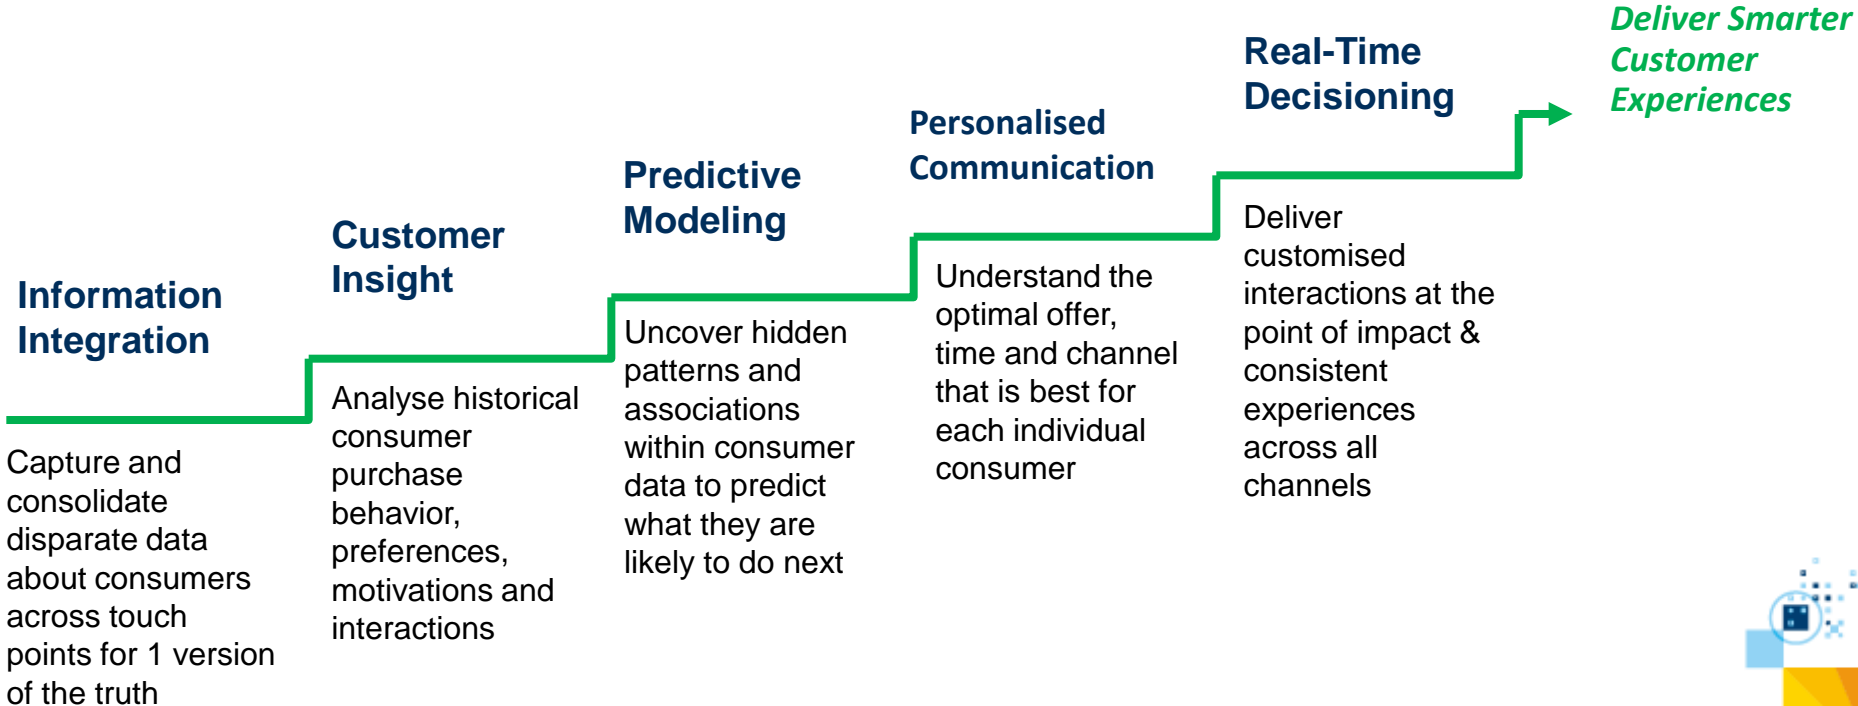 Information
Integration
Capture and
consolidate
disparate data
about consumers
across touch
points for 1 version
of the truth
Customer
Insight
Analyse historical
consumer
purchase
behavior,
preferences,
motivations and
interactions
Predictive
Modeling
Uncover hidden
patterns and
associations
within consumer
data to predict
what they are
likely to do next
Personalised
Communication
Understand the
optimal offer,
time and channel
that is best for
each individual
consumer
Real-Time
Decisioning
Deliver
customised
interactions at the
point of impact &
consistent
experiences
across all
channels
Deliver Smarter
Customer
Experiences